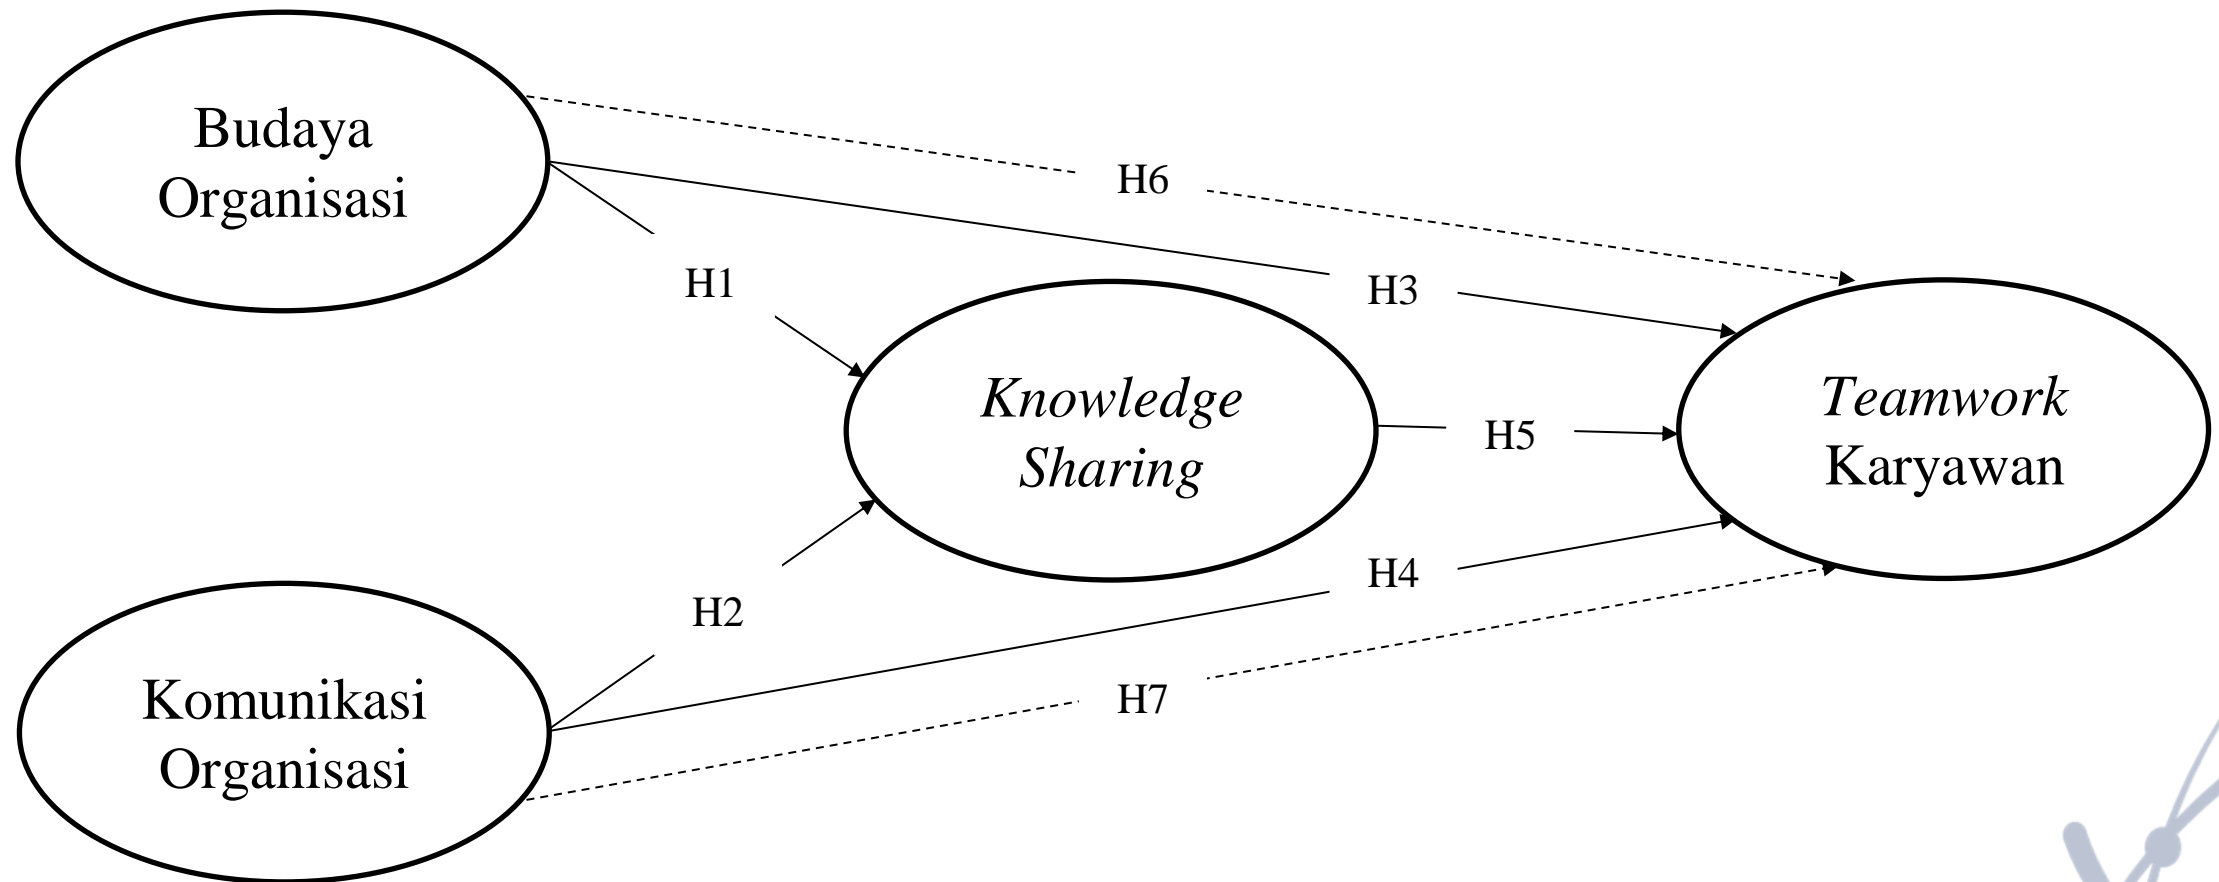 Budaya
Organisasi
H6
H1
H3
Knowledge
Sharing
H5
Teamwork
Karyawan
H2
H4
Komunikasi
Organisasi
H7